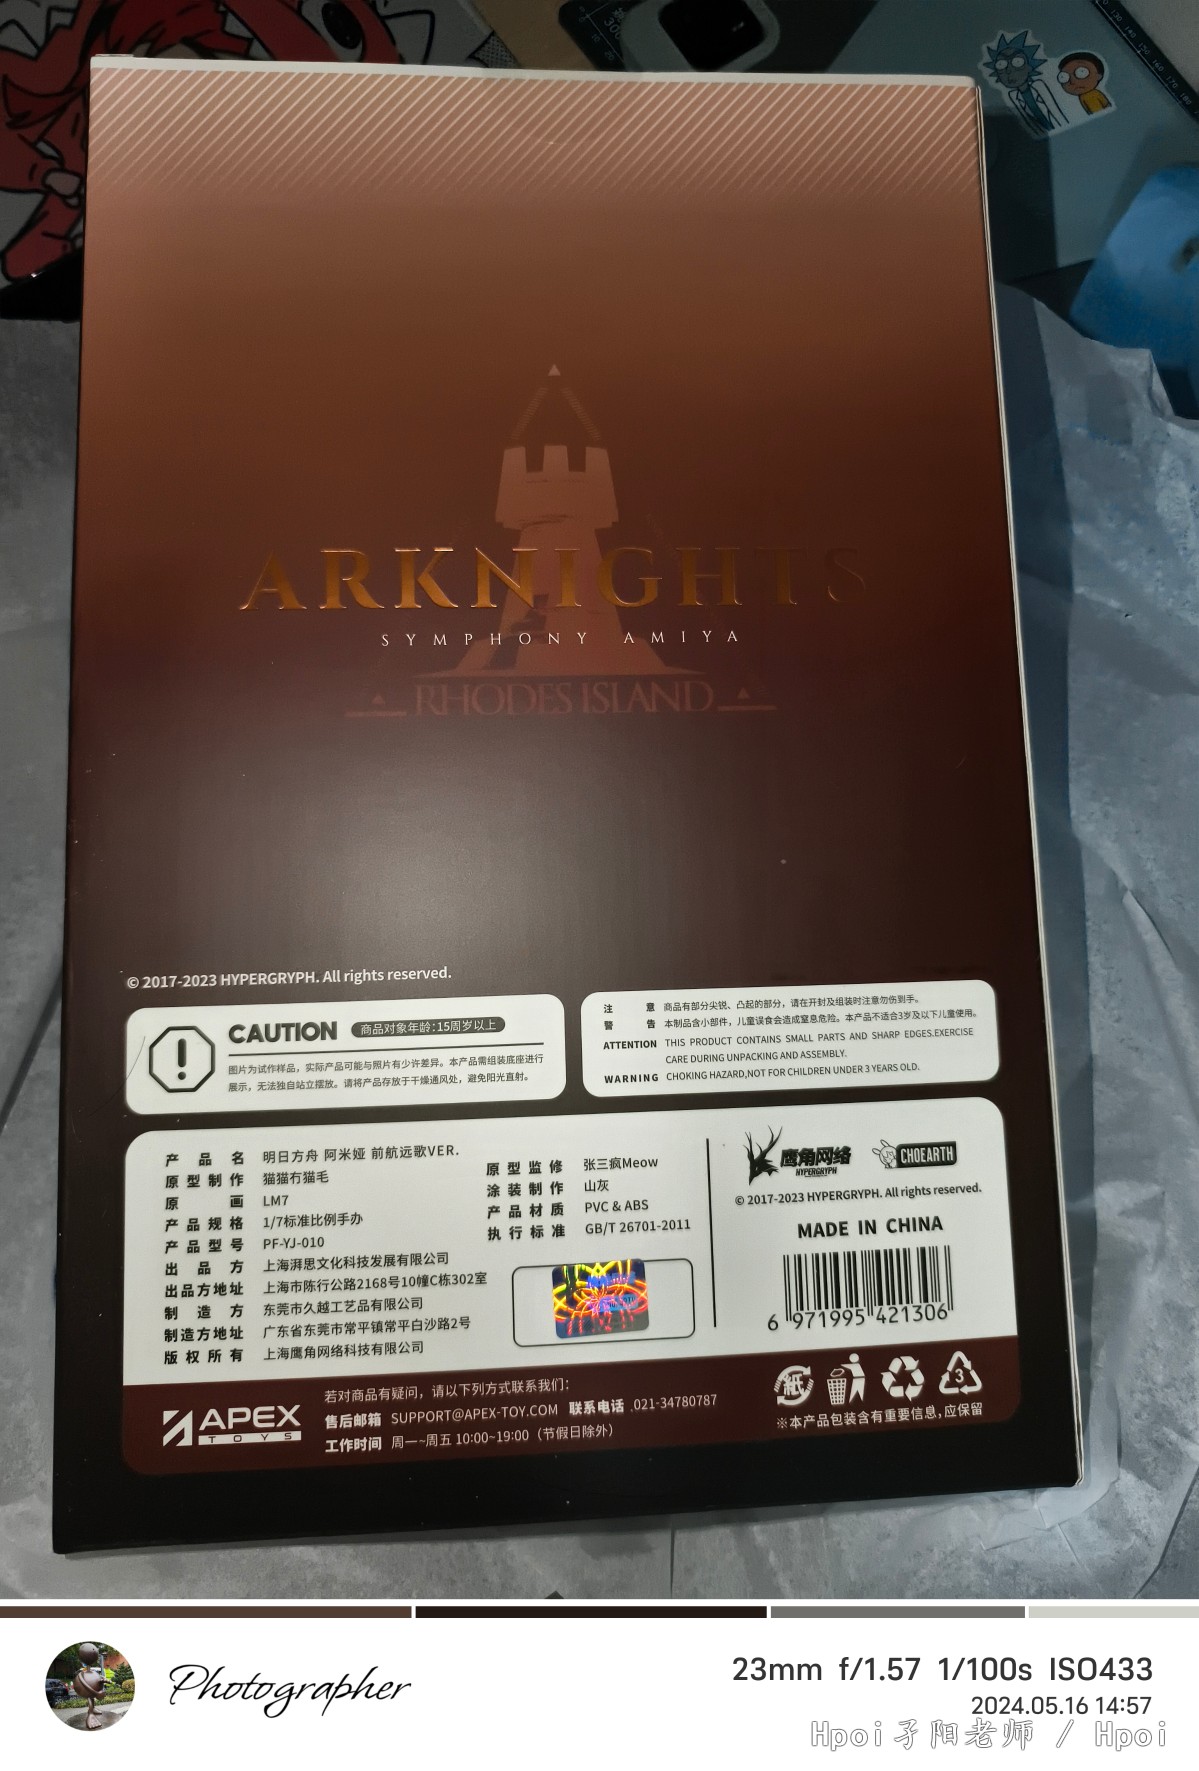 ARKNIGHTS
SYMPHONY AMIYA
RHODES ISLAND
© 2017-2023 HYPERGRYPH. All rights reserved.
CAUTION 商品对象年龄:15周岁以上
图片为试作样品，实际产品可能与照片有少许差异。本产品需组装底座进行
展示，无法独自站立摆放。请将产品存放于干燥通风处，避免阳光直射。
注意 商品有部分尖锐、凸起的部分，请在开封及组装时注意勿伤到手。
警告 本制品含小部件，儿童误食会造成窒息危险。本产品不适合3岁及以下儿童使用。
ATTENTION THIS PRODUCT CONTAINS SMALL PARTS AND SHARP EDGES.EXERCISE
CARE DURING UNPACKING AND ASSEMBLY.
WARNING CHOKING HAZARD,NOT FOR CHILDREN UNDER 3 YEARS OLD.
产品名 明日方舟 阿米娅 前航远歌VER.
原型制作 猫猫冇猫毛
原画 LM7
产品规格 1/7标准比例手办
产品型号 PF-YJ-010
出品方 上海湃思文化科技发展有限公司
出品方地址 上海市陈行公路2168号10幢C栋302室
制造方 东莞市久越工艺品有限公司
制造方地址 广东省东莞市常平镇常平白沙路2号
版权所有 上海鹰角网络科技有限公司
原型监修 张三疯Meow
涂装制作 山灰
产品材质 PVC & ABS
执行标准 GB/T 26701-2011
鹰角网络
HYPERGRYPH
CHOEARTH
© 2017-2023 HYPERGRYPH. All rights reserved.
MADE IN CHINA
6 971995 421306
APEX
TOYS
若对商品有疑问，请以下列方式联系我们：
售后邮箱 SUPPORT@APEX-TOY.COM 联系电话 .021-34780787
工作时间 周一~周五 10:00~19:00（节假日除外）
紙
3
※本产品包装含有重要信息,应保留
Photographer
23mm f/1.57 1/100s ISO433
2024.05.16 14:57
Hpoi孑阳老师 / Hpoi